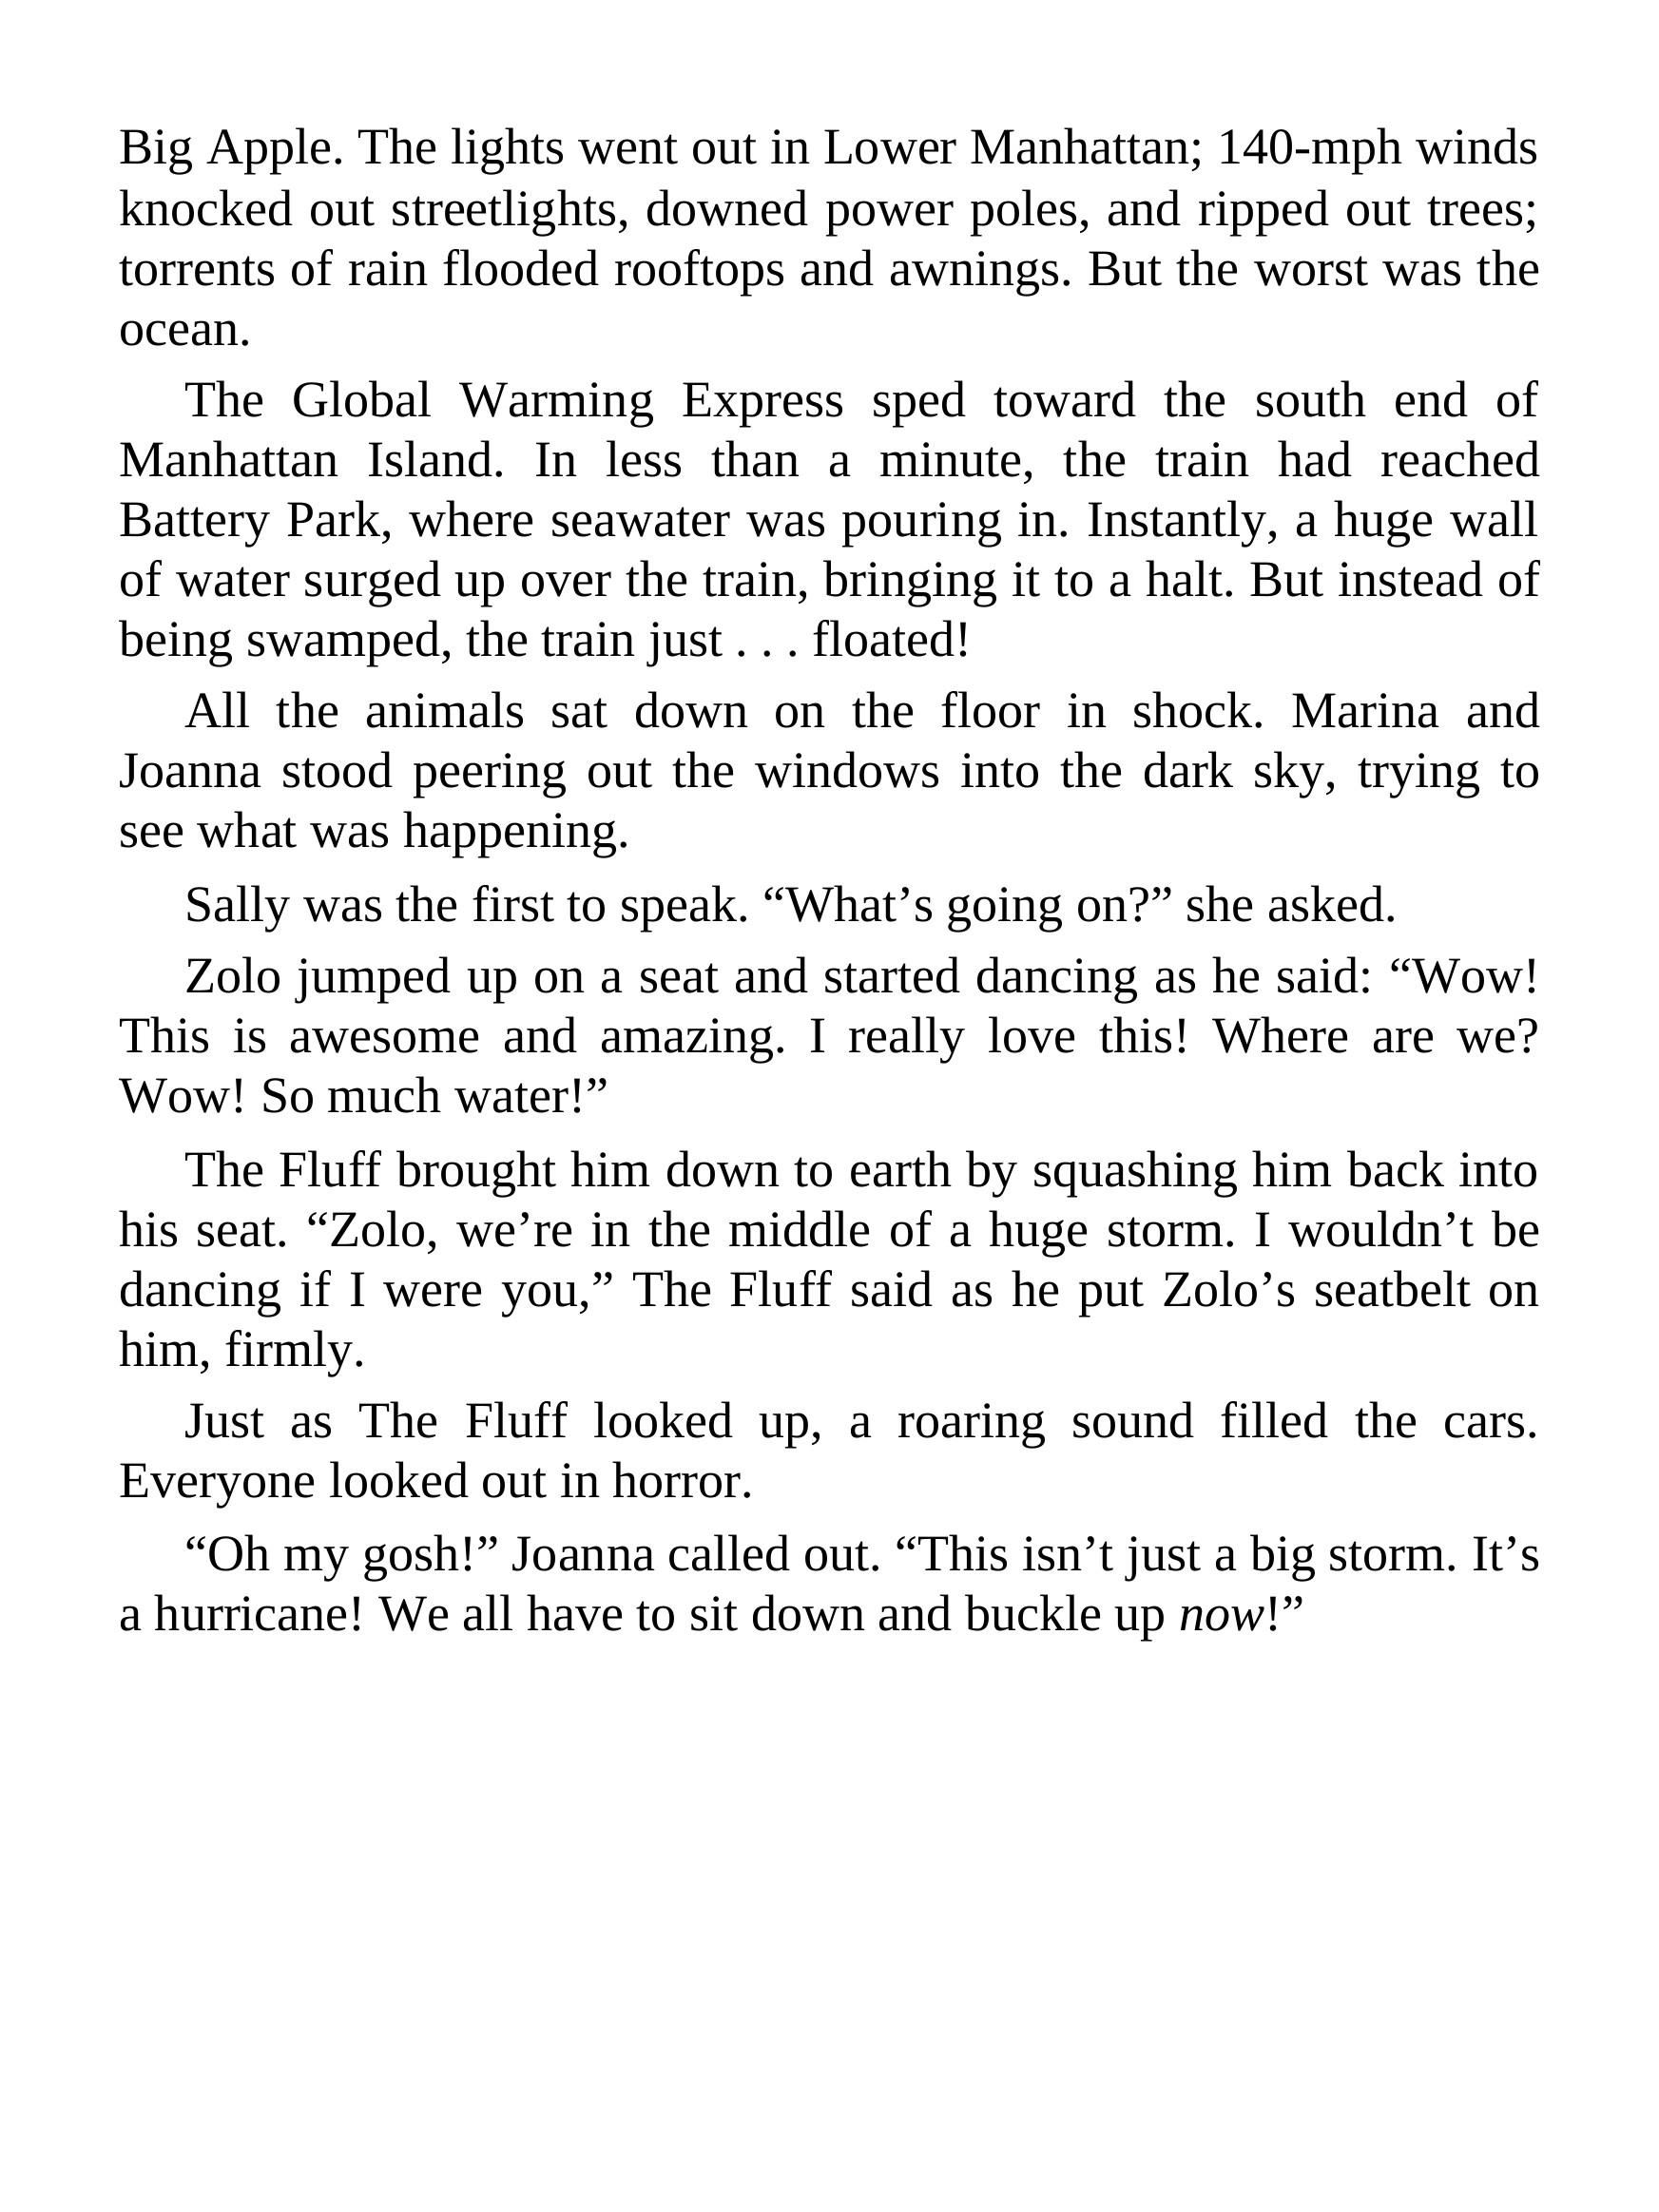 Big Apple. The lights went out in Lower Manhattan; 140-mph winds
knocked out streetlights, downed power poles, and ripped out trees;
torrents of rain flooded rooftops and awnings. But the worst was the
ocean.
The Global Warming Express sped toward the south end of
Manhattan Island. In less than a minute, the train had reached
Battery Park, where seawater was pouring in. Instantly, a huge wall
of water surged up over the train, bringing it to a halt. But instead of
being swamped, the train just . . . floated!
All the animals sat down on the floor in shock. Marina and
Joanna stood peering out the windows into the dark sky, trying to
see what was happening.
Sally was the first to speak. “What’s going on?” she asked.
Zolo jumped up on a seat and started dancing as he said: “Wow!
This is awesome and amazing. I really love this! Where are we?
Wow! So much water!”
The Fluff brought him down to earth by squashing him back into
his seat. “Zolo, we’re in the middle of a huge storm. I wouldn’t be
dancing if I were you,” The Fluff said as he put Zolo’s seatbelt on
him, firmly.
Just as The Fluff looked up, a roaring sound filled the cars.
Everyone looked out in horror.
“Oh my gosh!” Joanna called out. “This isn’t just a big storm. It’s
a hurricane! We all have to sit down and buckle up now!”